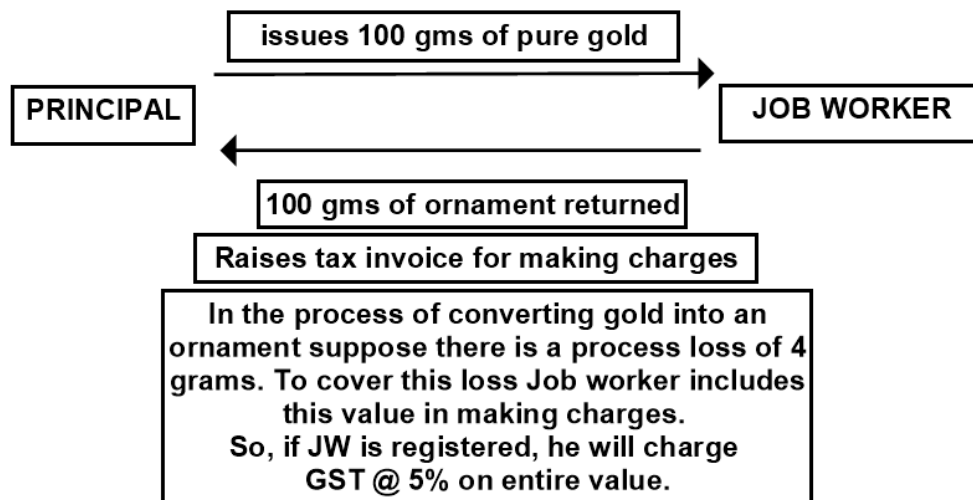 issues 100 gms of pure gold
PRINCIPAL
JOB WORKER
100 gms of ornament returned
Raises tax invoice for making charges
In the process of converting gold into an
ornament suppose there is a process loss of 4
grams. To cover this loss Job worker includes
this value in making charges.
So, if JW is registered, he will charge
GST @ 5% on entire value.